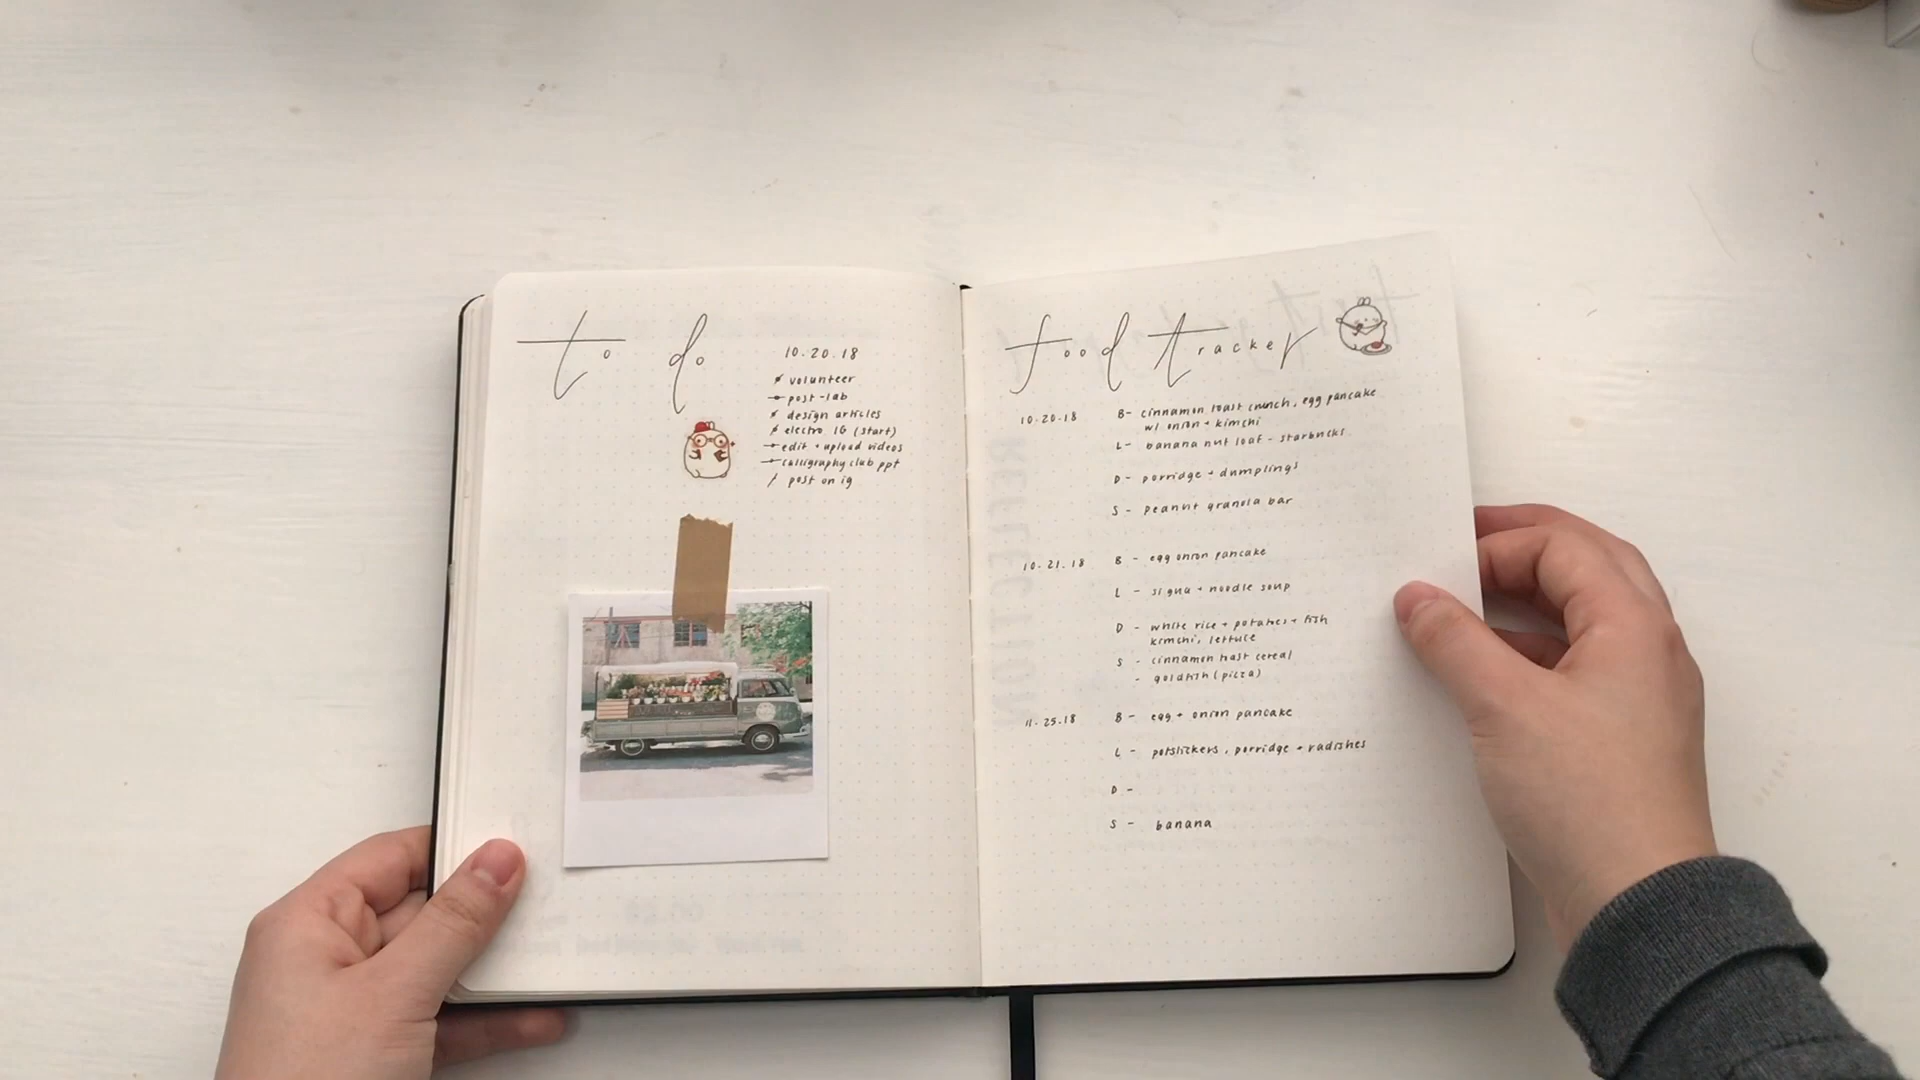 to do
10.20.18
volunteer
post-lab
design articles
electro IG (start)
edit + upload videos
calligraphy club ppt
post on ig
food tracker
10.20.18 B- cinnamon toast crunch, egg pancake
w/ onion + kimchi
L- banana nut loaf - starbucks
D- porridge + dumplings
S - peanut granola bar
10.21.18 B - egg onion pancake
L - + noodle soup
D - white rice + potatoes + fish
kimchi, lettuce
S - cinnamon toast cereal
- goldfish (pizza)
11.25.18 B - egg + onion pancake
L - potstickers, porridge + radishes
D -
S - banana
REFLECTION